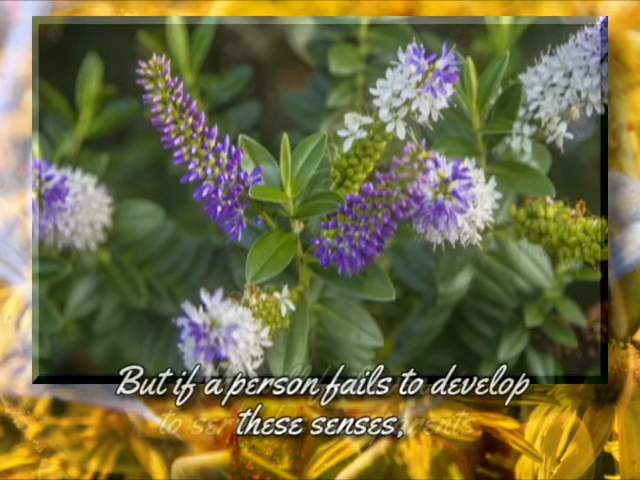 But if a person fails to develop
these senses,